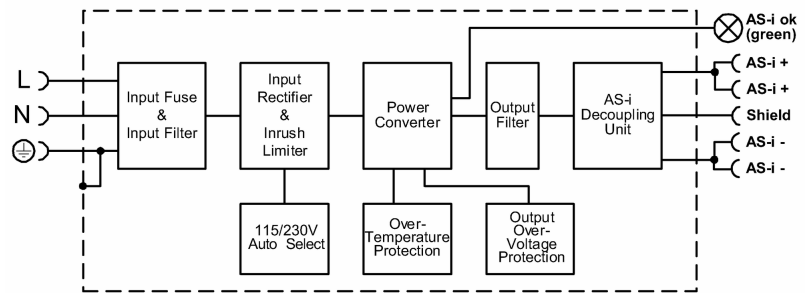 L
N
Input Fuse
&
Input Filter
Input
Rectifier
&
Inrush
Limiter
Power
Converter
Output
Filter
AS-i
Decoupling
Unit
115/230V
Auto Select
Over-
Temperature
Protection
Output
Over-
Voltage
Protection
AS-i ok
(green)
AS-i +
AS-i +
Shield
AS-i -
AS-i -